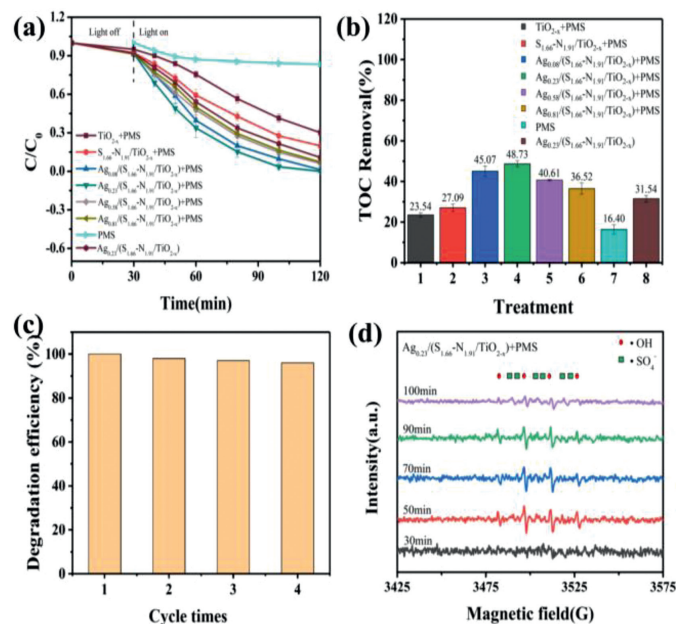 (a)
Light off
Light on
1.2
0.9
0.6
0.3
0.0
-0.3
-0.6
C/C0
TiO2-x+PMS
S1.66-N1.91/TiO2-x+PMS
Ag0.08/(S1.66-N1.91/TiO2-x)+PMS
Ag0.23/(S1.66-N1.91/TiO2-x)+PMS
Ag0.58/(S1.66-N1.91/TiO2-x)+PMS
Ag0.81/(S1.66-N1.91/TiO2-x)+PMS
PMS
Ag0.23/(S1.66-N1.91/TiO2-x)
0 30 60 90 120
Time(min)
(b)
120
100
80
60
40
20
0
TOC Removal(%)
TiO2-x+PMS
S1.66-N1.91/TiO2-x+PMS
Ag0.08/(S1.66-N1.91/TiO2-x)+PMS
Ag0.23/(S1.66-N1.91/TiO2-x)+PMS
Ag0.58/(S1.66-N1.91/TiO2-x)+PMS
Ag0.81/(S1.66-N1.91/TiO2-x)+PMS
PMS
Ag0.23/(S1.66-N1.91/TiO2-x)
23.54 27.09 45.07 48.73 40.61 36.52 16.40 31.54
1 2 3 4 5 6 7 8
Treatment
(c)
100
80
60
40
20
0
Degradation efficiency (%)
1 2 3 4
Cycle times
(d)
Ag0.23/(S1.66-N1.91/TiO2-x)+PMS
• OH
• SO4-
100min
90min
70min
50min
30min
Intensity(a.u.)
3425 3475 3525 3575
Magnetic field(G)